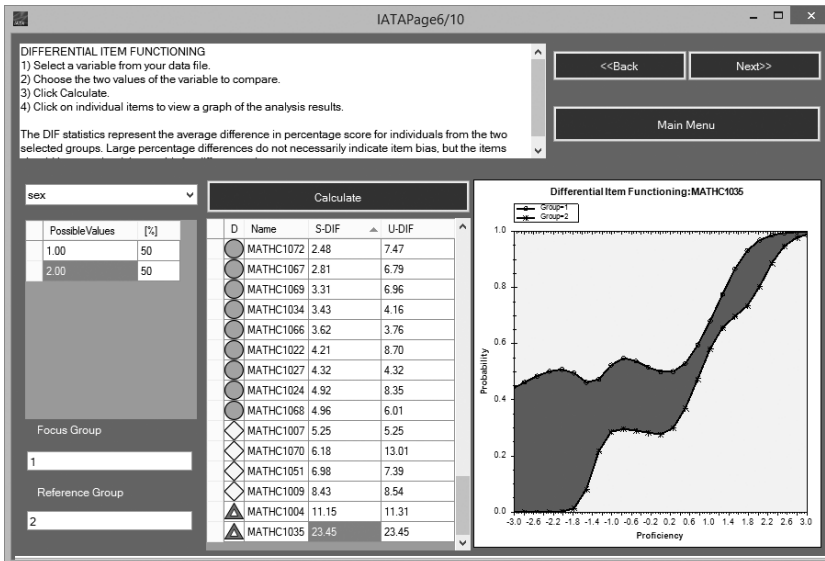 IATAPage6/10
DIFFERENTIAL ITEM FUNCTIONING
1) Select a variable from your data file.
2) Choose the two values of the variable to compare.
3) Click Calculate.
4) Click on individual items to view a graph of the analysis results.
The DIF statistics represent the average difference in percentage score for individuals from the two
selected groups. Large percentage differences do not necessarily indicate item bias, but the items
<<Back
Next>>
Main Menu
sex
Calculate
PossibleValues [%]
1.00 50
2.00 50
Focus Group
1
Reference Group
2
D Name S-DIF U-DIF
MATHC1072 2.48 7.47
MATHC1067 2.81 6.79
MATHC1069 3.31 6.96
MATHC1034 3.43 4.16
MATHC1066 3.62 3.76
MATHC1022 4.21 8.70
MATHC1027 4.32 4.32
MATHC1024 4.92 8.35
MATHC1068 4.96 6.01
MATHC1007 5.25 5.25
MATHC1070 6.18 13.01
MATHC1051 6.98 7.39
MATHC1009 8.43 8.54
MATHC1004 11.15 11.31
MATHC1035 23.45 23.45
Differential Item Functioning:MATHC1035
Group=1
Group=2
1.0
0.8
0.6
0.4
0.2
0.0
Probability
-3.0 -2.6 -2.2 -1.8 -1.4 -1.0 -0.6 -0.2 0.2 0.6 1.0 1.4 1.8 2.2 2.6 3.0
Proficiency